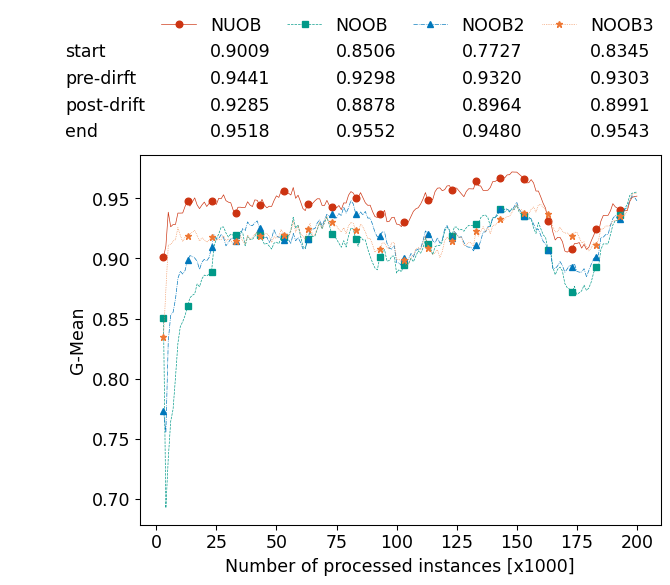 NUOB NOOB NOOB2 NOOB3
start 0.9009 0.8506 0.7727 0.8345
pre-dirft 0.9441 0.9298 0.9320 0.9303
post-drift 0.9285 0.8878 0.8964 0.8991
end 0.9518 0.9552 0.9480 0.9543
G-Mean
0.95
0.90
0.85
0.80
0.75
0.70
0 25 50 75 100 125 150 175 200
Number of processed instances [x1000]